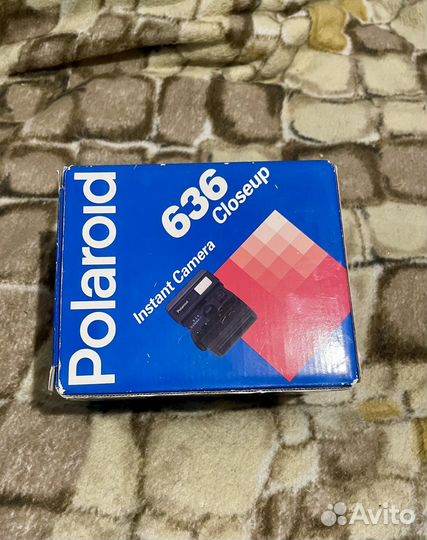 Polaroid
636
Closeup
Instant Camera
Avito